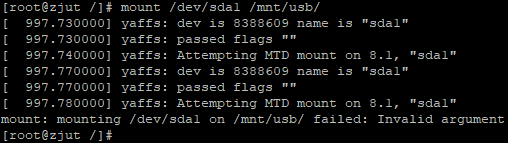 [root@zjut /]# mount /dev/sda1 /mnt/usb/
[  997.730000] yaffs: dev is 8388609 name is "sda1"
[  997.730000] yaffs: passed flags ""
[  997.740000] yaffs: Attempting MTD mount on 8.1, "sda1"
[  997.770000] yaffs: dev is 8388609 name is "sda1"
[  997.770000] yaffs: passed flags ""
[  997.780000] yaffs: Attempting MTD mount on 8.1, "sda1"
mount: mounting /dev/sda1 on /mnt/usb/ failed: Invalid argument
[root@zjut /]#